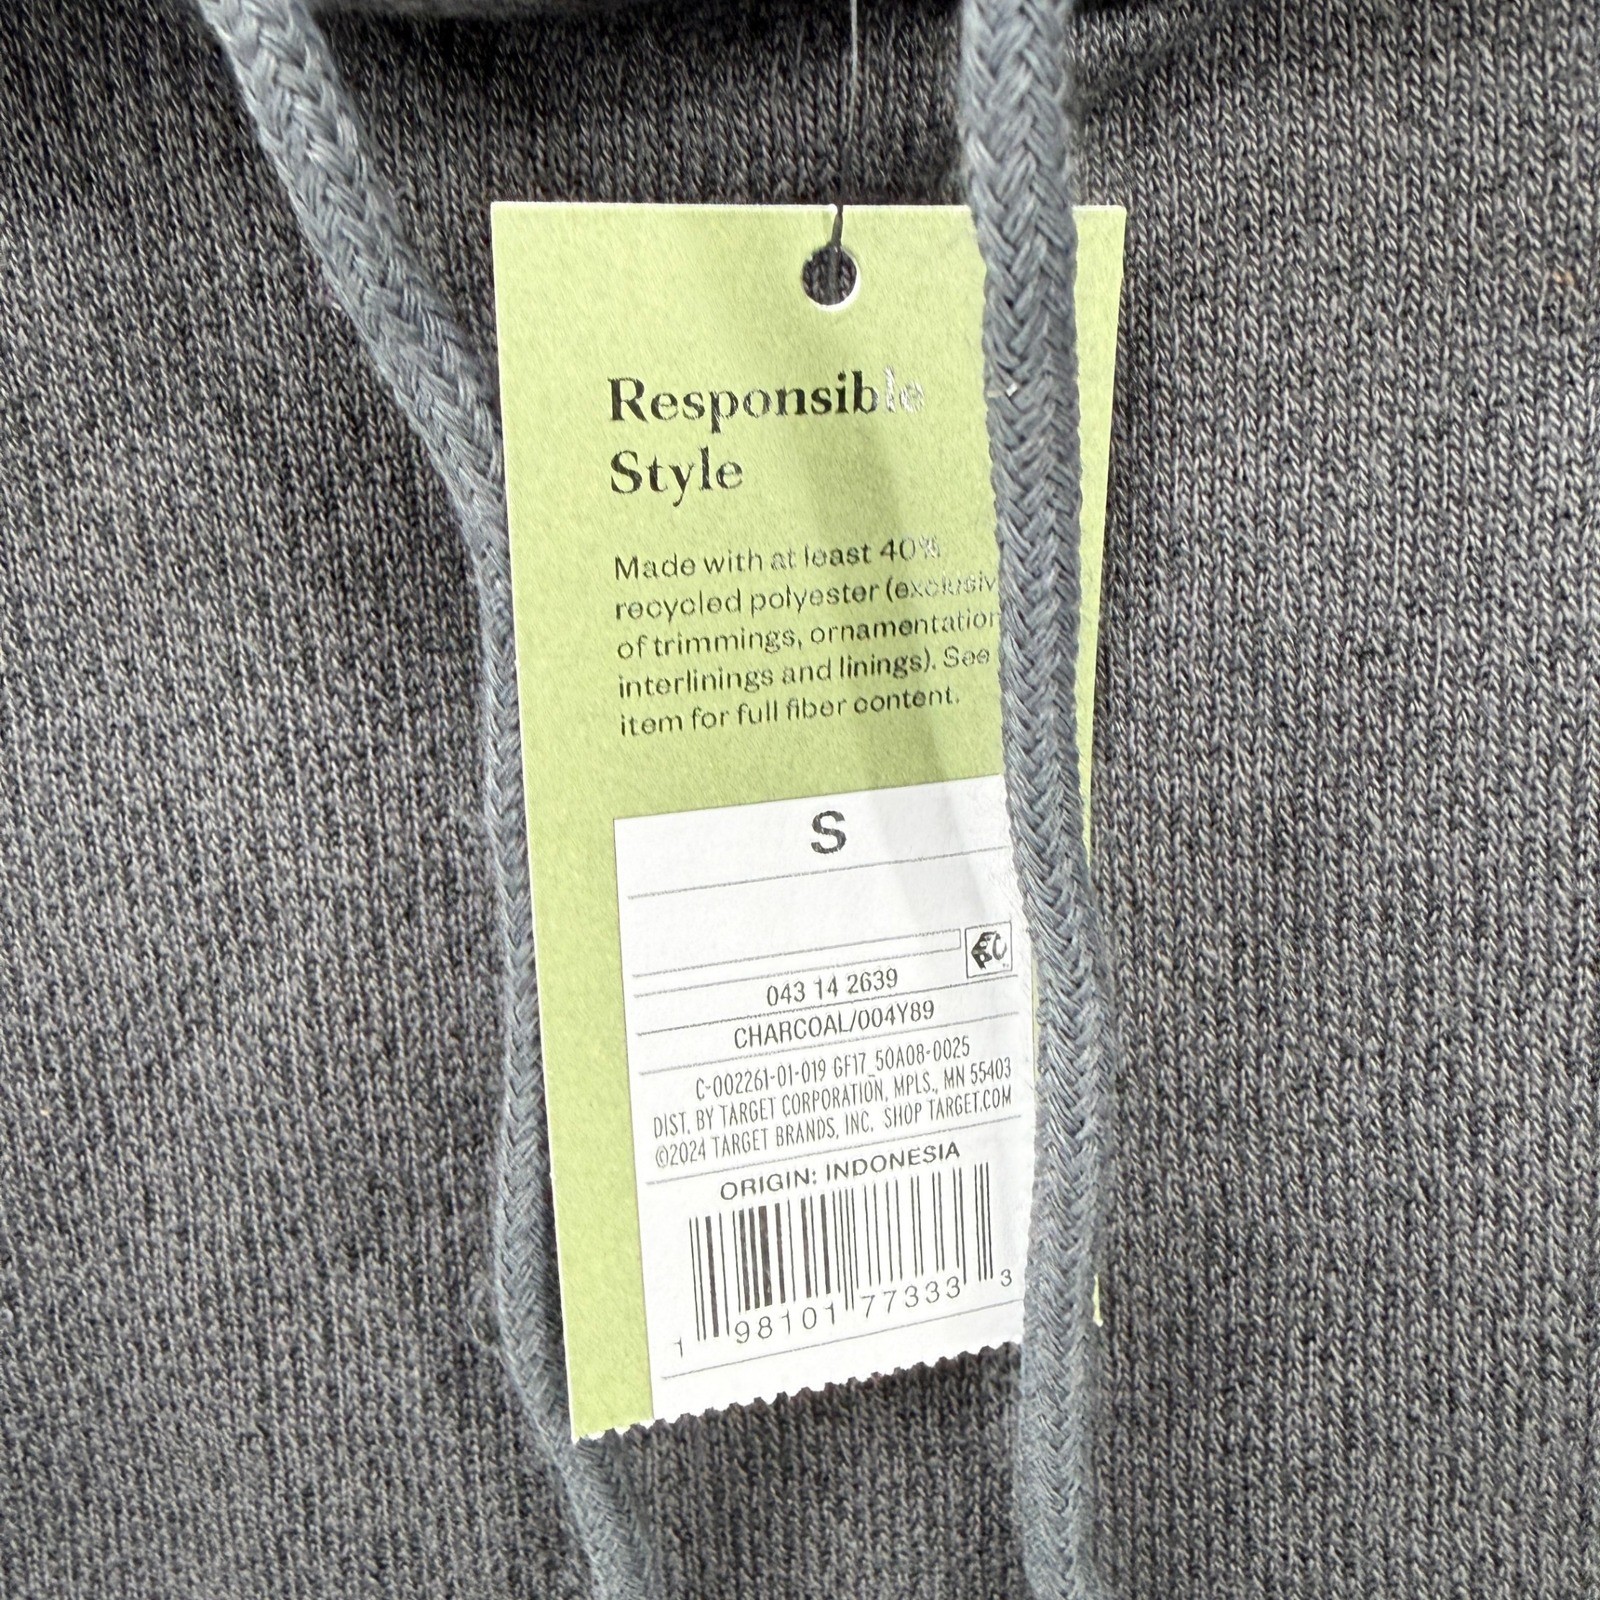 Responsible
Style
Made with at least 40%
recycled polyester (exclusiv
of trimmings, ornamentation
interlinings and linings). See
item for full fiber content.
S
043 14 2639
CHARCOAL/004Y89
C-002261-01-019 GF17_50A08-0025
DIST. BY TARGET CORPORATION, MPLS., MN 55403
©2024 TARGET BRANDS, INC. SHOP TARGET.COM
ORIGIN: INDONESIA
1 98101 77333 3